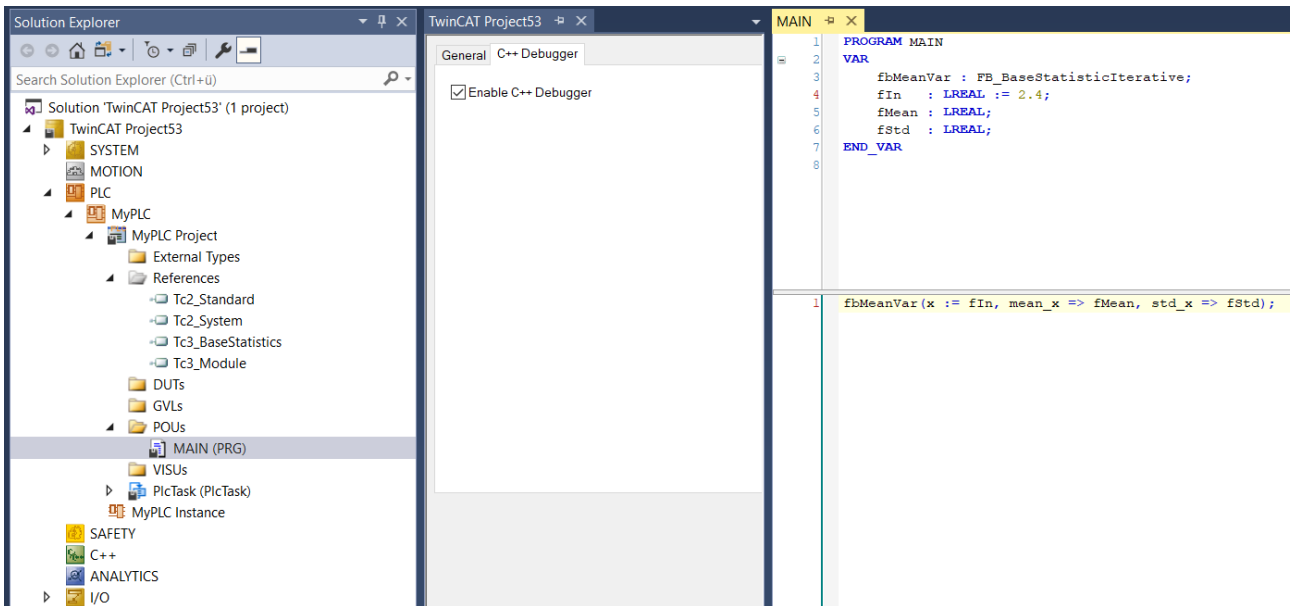 Solution Explorer
Search Solution Explorer (Ctrl+ü)
Solution 'TwinCAT Project53' (1 project)
TwinCAT Project53
SYSTEM
MOTION
PLC
MyPLC
MyPLC Project
External Types
References
Tc2_Standard
Tc2_System
Tc3_BaseStatistics
Tc3_Module
DUTs
GVLs
POUs
MAIN (PRG)
VISUs
PlcTask (PlcTask)
MyPLC Instance
SAFETY
C++
ANALYTICS
I/O
TwinCAT Project53
General C++ Debugger
Enable C++ Debugger
MAIN
1 PROGRAM MAIN
2 VAR
3 fbMeanVar : FB_BaseStatisticIterative;
4 fIn : LREAL := 2.4;
5 fMean : LREAL;
6 fStd : LREAL;
7 END_VAR
8
1 fbMeanVar(x := fIn, mean_x => fMean, std_x => fStd);